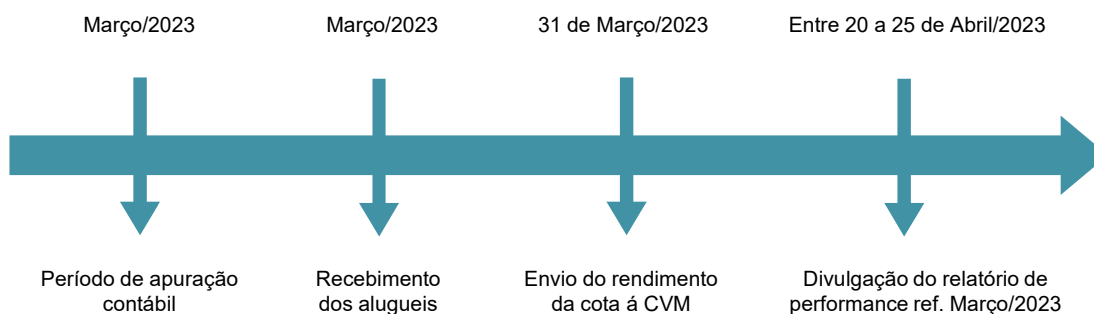 Março/2023
Março/2023
31 de Março/2023
Entre 20 a 25 de Abril/2023
Período de apuração
contábil
Recebimento
dos alugueis
Envio do rendimento
da cota á CVM
Divulgação do relatório de
performance ref. Março/2023